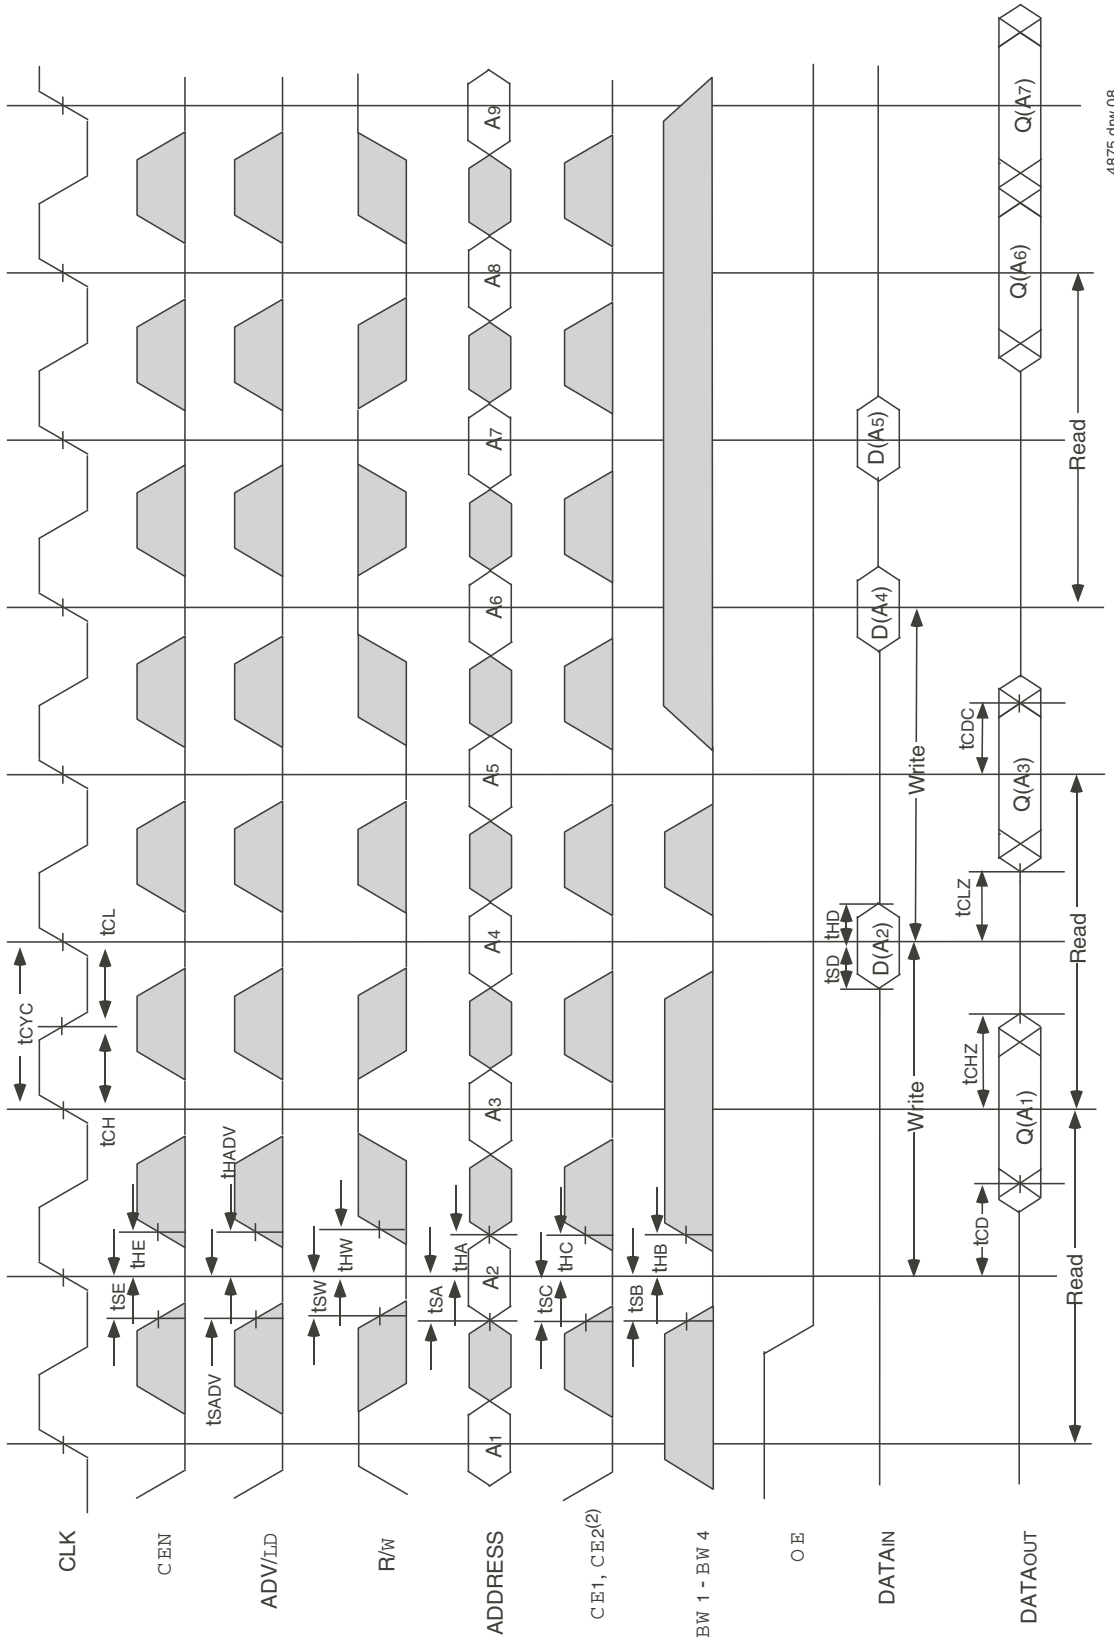 tCYC
CLK
tCH
tCL
tSE
tHE
CEN
tSADV
tHADV
ADV/LD
tSW
tHW
R/W
tSA
tHA
ADDRESS
A1
A2
A3
A4
A5
A6
A7
A8
A9
tSC
tHC
CE1, CE2(2)
tSB
tHB
BW1 - BW4
OE
tSD
tHD
DATAIN
D(A2)
D(A4)
D(A5)
Write
Write
tCD
tCHZ
tCLZ
tCDC
DATAOUT
Q(A1)
Q(A3)
Q(A6)
Q(A7)
Read
Read
Read
4875 drw 08